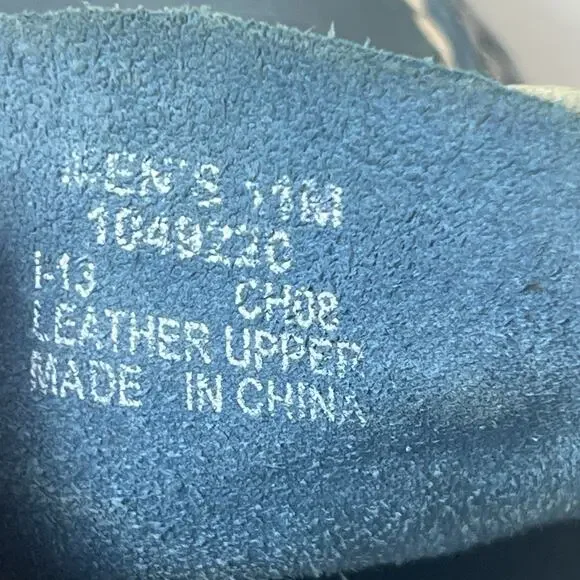 MEN'S 11M
1049220
I-13 CH08
LEATHER UPPER
MADE IN CHINA